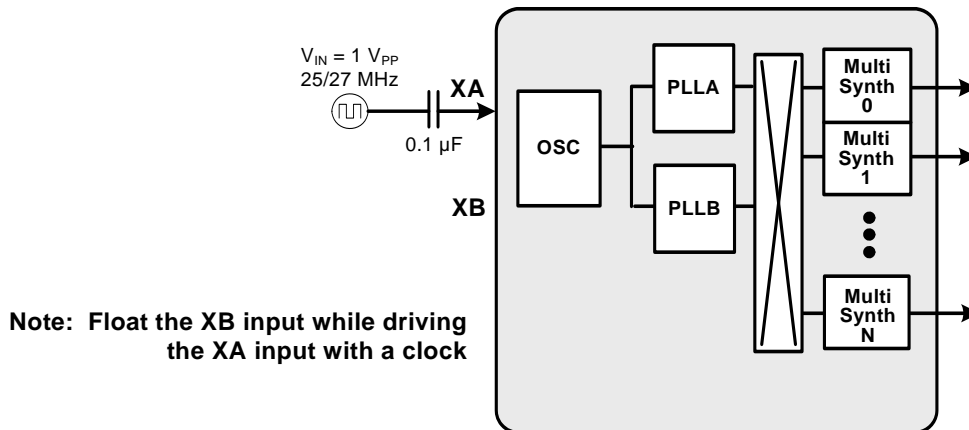 V_IN = 1 V_PP
25/27 MHz
XA
0.1 µF
XB
OSC
PLLA
PLLB
Multi
Synth
0
Multi
Synth
1
Multi
Synth
N
Note: Float the XB input while driving
the XA input with a clock